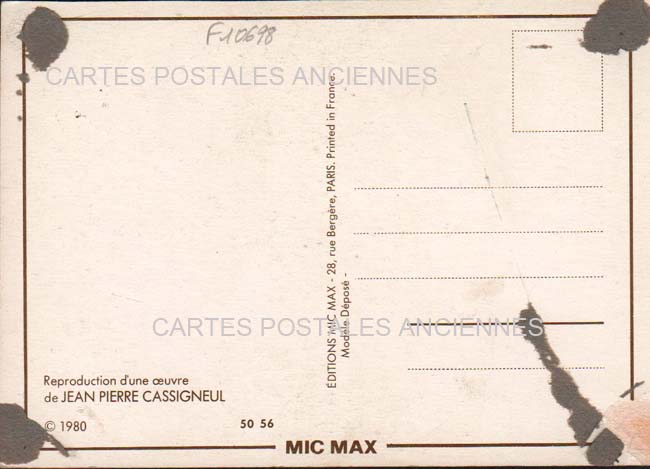 F10698
CARTES POSTALES ANCIENNES
ÉDITIONS MIC MAX - 28, rue Bergère, PARIS. Printed in France.
Modèle Déposé -
CARTES POSTALES ANCIENNES
Reproduction d'une œuvre
de JEAN PIERRE CASSIGNEUL
© 1980
50 56
MIC MAX